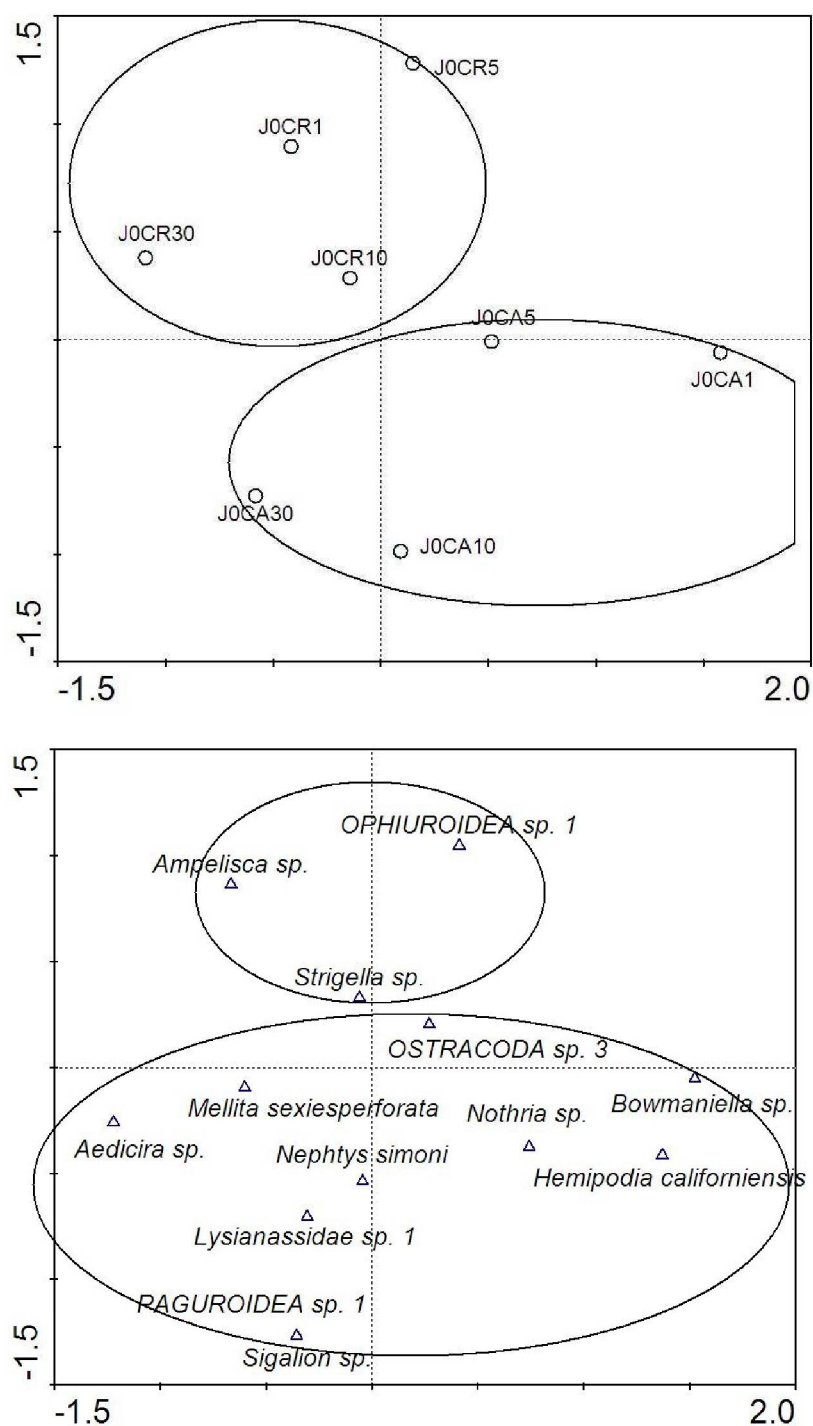 1.5
J0CR5
J0CR1
J0CR30
J0CR10
J0CA5
J0CA1
J0CA30
J0CA10
-1.5
-1.5
2.0
1.5
OPHIUROIDEA sp. 1
Ampelisca sp.
Strigella sp.
OSTRACODA sp. 3
Mellita sexiesperforata
Nothria sp.
Bowmaniella sp.
Aedicira sp.
Nephtys simoni
Hemipodia californiensis
Lysianassidae sp. 1
PAGUROIDEA sp. 1
Sigalion sp.
-1.5
-1.5
2.0